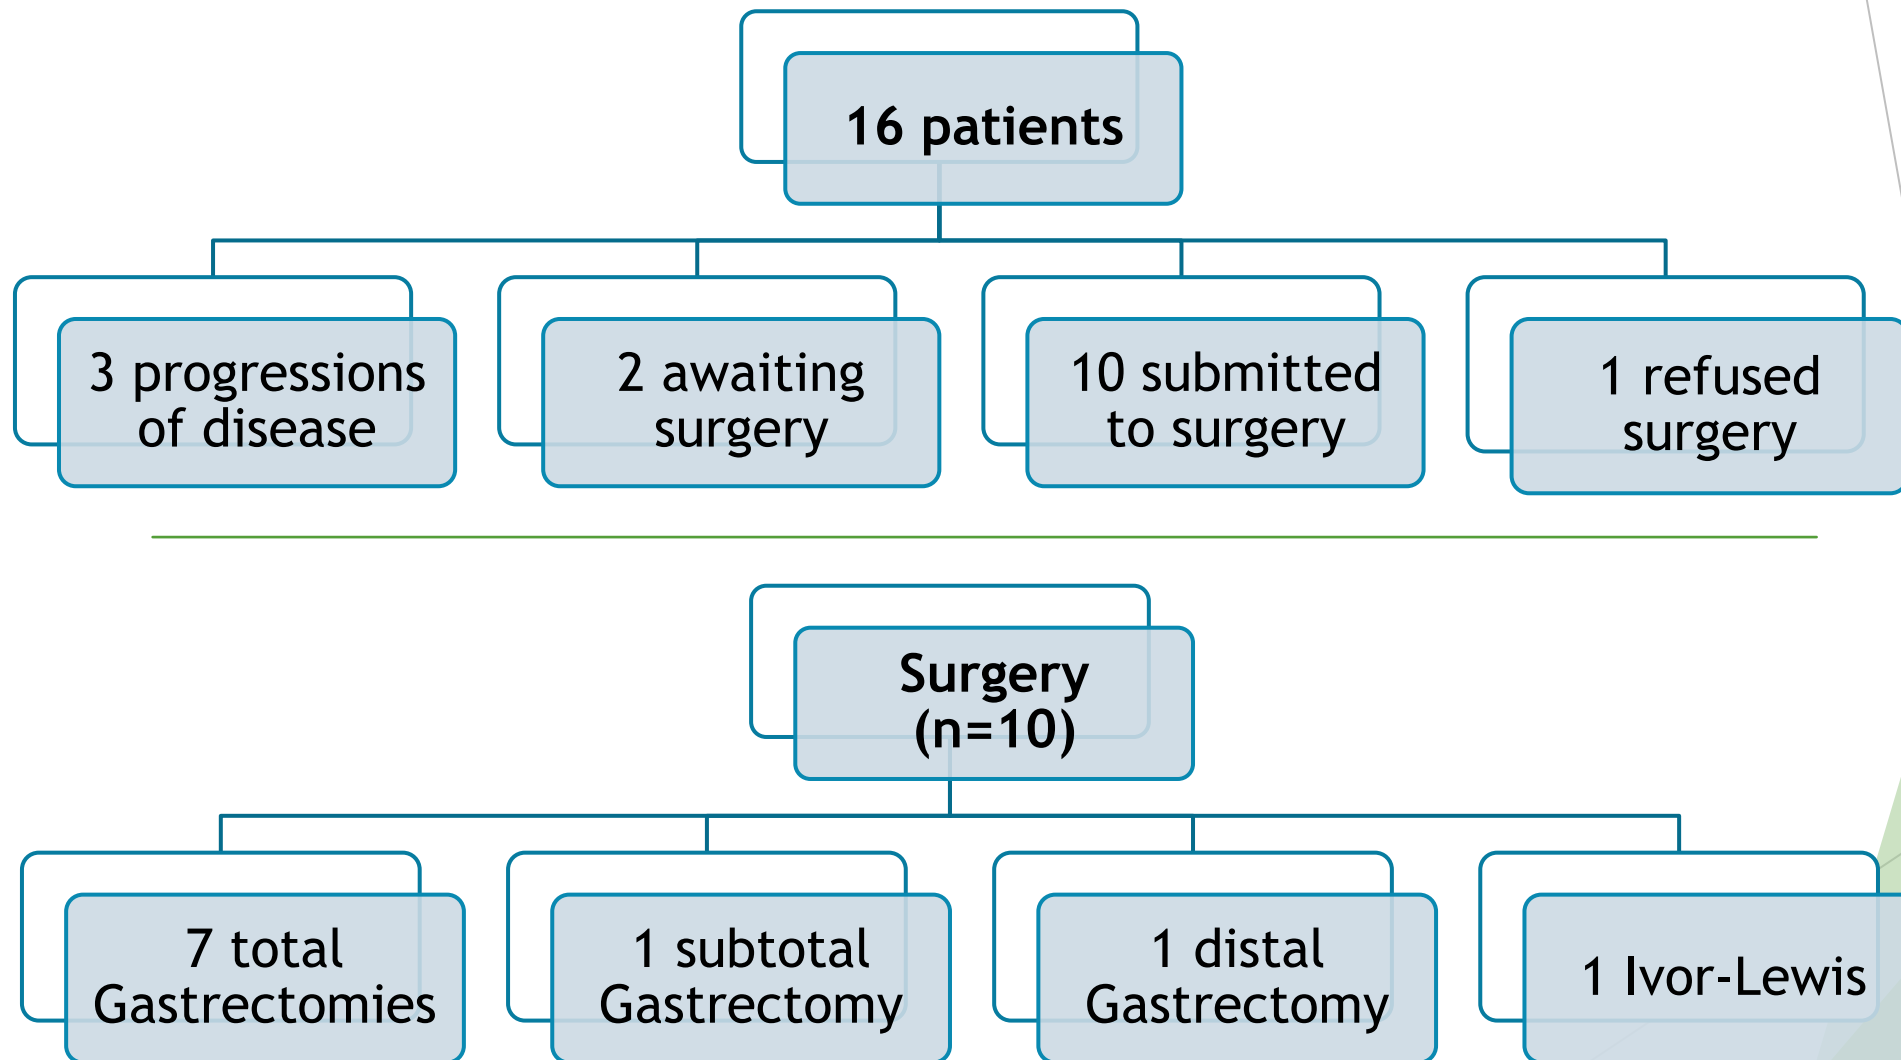 16 patients
3 progressions
of disease
2 awaiting
surgery
10 submitted
to surgery
1 refused
surgery
Surgery
(n=10)
7 total
Gastrectomies
1 subtotal
Gastrectomy
1 distal
Gastrectomy
1 Ivor-Lewis